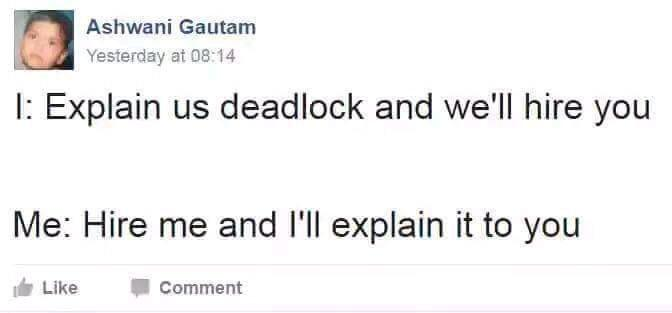 Ashwani Gautam
Yesterday at 08:14
I: Explain us deadlock and we'll hire you
Me: Hire me and I'll explain it to you
Like Comment